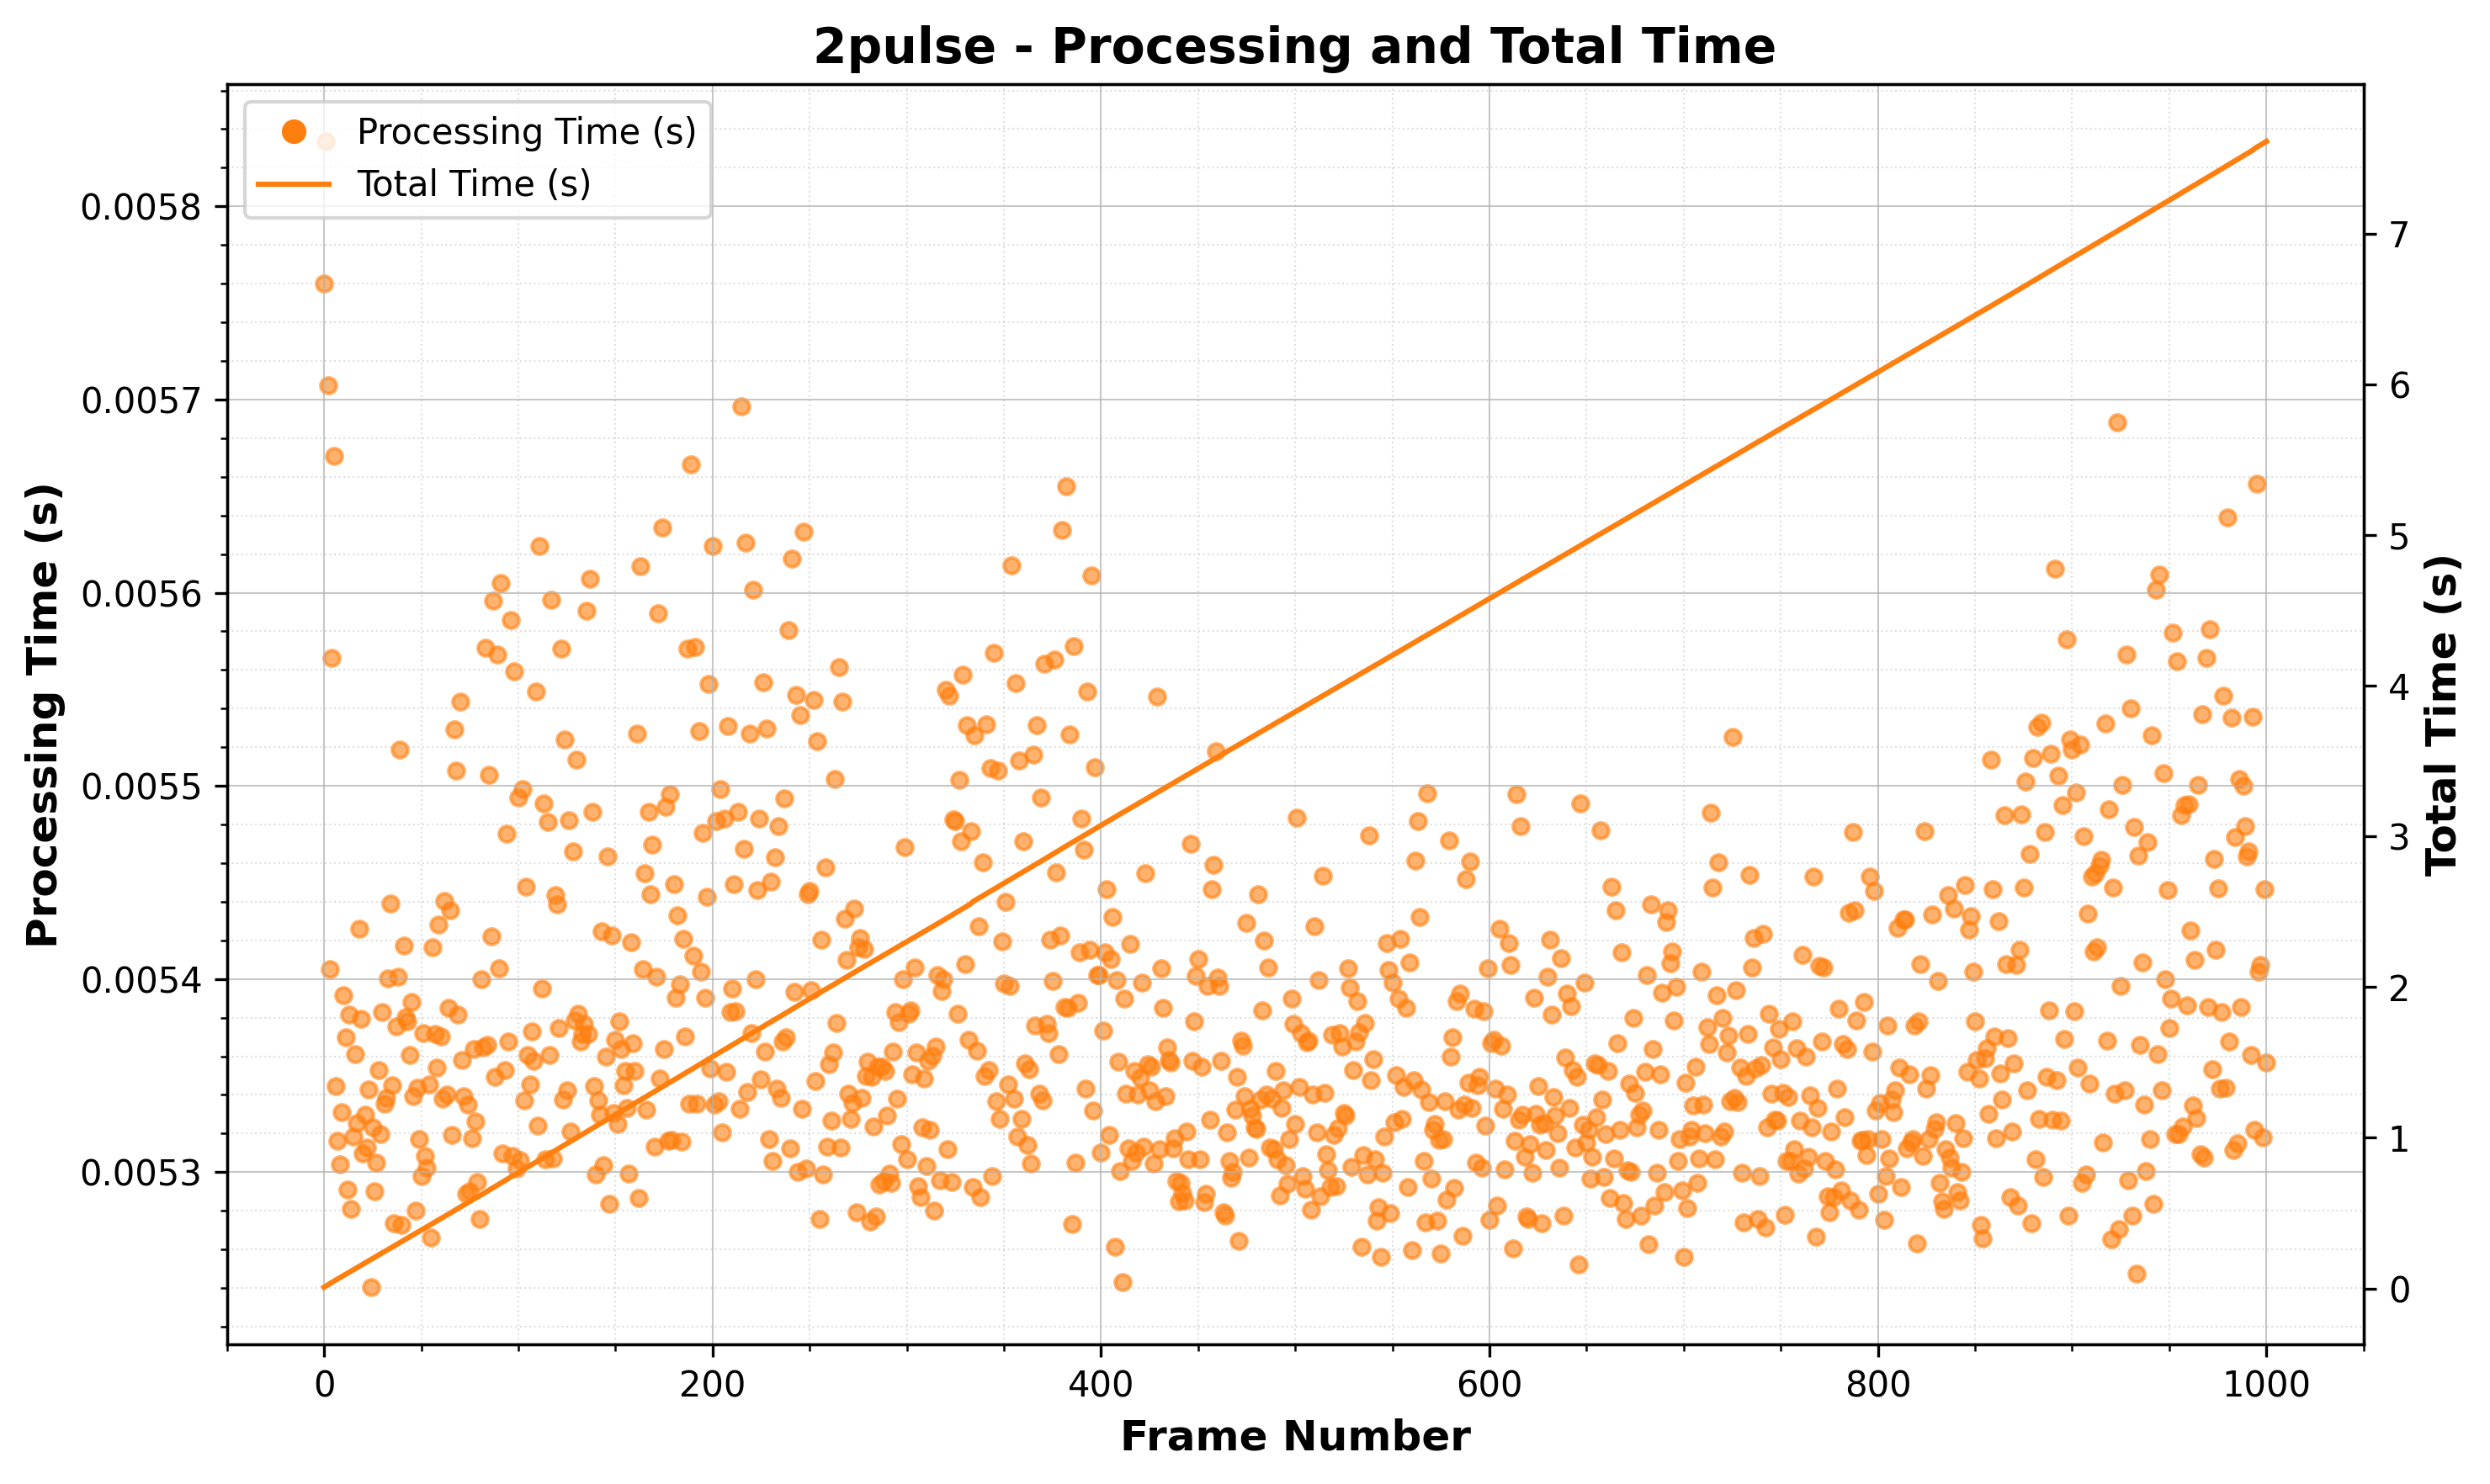 2pulse - Processing and Total Time
Processing Time (s)
Total Time (s)
0.0058
0.0057
0.0056
0.0055
0.0054
0.0053
Processing Time (s)
7
6
5
4
3
2
1
0
Total Time (s)
0 200 400 600 800 1000
Frame Number